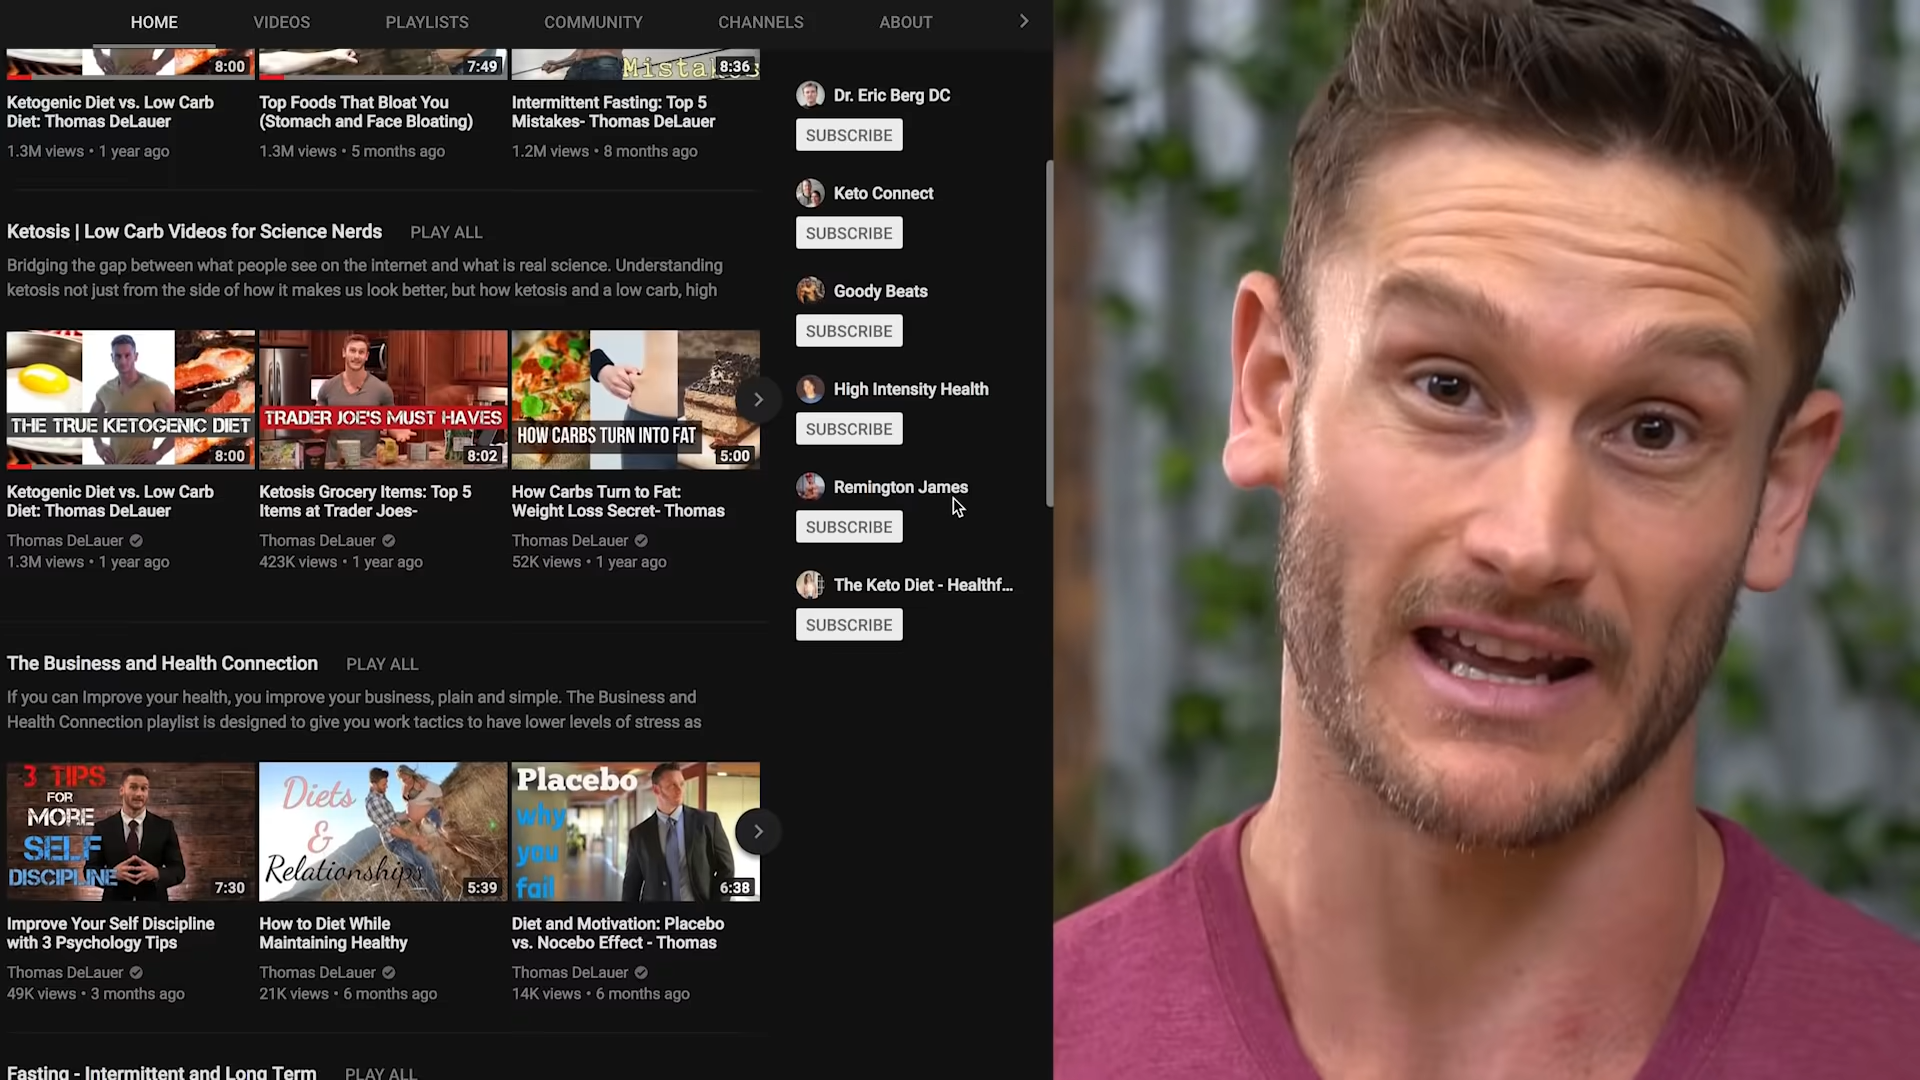 HOME
VIDEOS
PLAYLISTS
COMMUNITY
CHANNELS
ABOUT
8:00
7:49
Mistakes
8:36
Ketogenic Diet vs. Low Carb
Diet: Thomas DeLauer
1.3M views • 1 year ago
Top Foods That Bloat You
(Stomach and Face Bloating)
1.3M views • 5 months ago
Intermittent Fasting: Top 5
Mistakes- Thomas DeLauer
1.2M views • 8 months ago
Ketosis | Low Carb Videos for Science Nerds
PLAY ALL
Bridging the gap between what people see on the internet and what is real science. Understanding
ketosis not just from the side of how it makes us look better, but how ketosis and a low carb, high
THE TRUE KETOGENIC DIET
8:00
TRADER JOE'S MUST HAVES
8:02
HOW CARBS TURN INTO FAT
5:00
Ketogenic Diet vs. Low Carb
Diet: Thomas DeLauer
Thomas DeLauer
1.3M views • 1 year ago
Ketosis Grocery Items: Top 5
Items at Trader Joes-
Thomas DeLauer
423K views • 1 year ago
How Carbs Turn to Fat:
Weight Loss Secret- Thomas
Thomas DeLauer
52K views • 1 year ago
The Business and Health Connection
PLAY ALL
If you can Improve your health, you improve your business, plain and simple. The Business and
Health Connection playlist is designed to give you work tactics to have lower levels of stress as
3 TIPS
FOR
MORE
SELF
DISCIPLINE
7:30
Diets
&
Relationships
5:39
Placebo
why
you
fail
6:38
Improve Your Self Discipline
with 3 Psychology Tips
Thomas DeLauer
49K views • 3 months ago
How to Diet While
Maintaining Healthy
Thomas DeLauer
21K views • 6 months ago
Diet and Motivation: Placebo
vs. Nocebo Effect - Thomas
Thomas DeLauer
14K views • 6 months ago
Fasting - Intermittent and Long Term
PLAY ALL
Dr. Eric Berg DC
SUBSCRIBE
Keto Connect
SUBSCRIBE
Goody Beats
SUBSCRIBE
High Intensity Health
SUBSCRIBE
Remington James
SUBSCRIBE
The Keto Diet - Healthf...
SUBSCRIBE